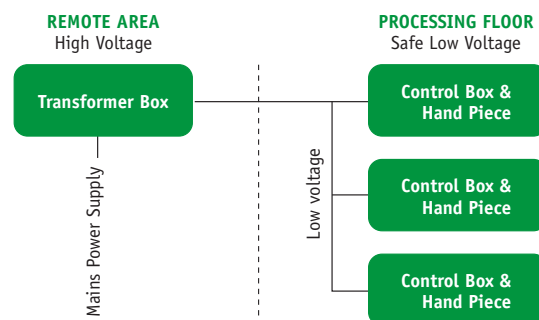 REMOTE AREA
High Voltage
Transformer Box
Mains Power Supply
PROCESSING FLOOR
Safe Low Voltage
Low voltage
Control Box &
Hand Piece
Control Box &
Hand Piece
Control Box &
Hand Piece